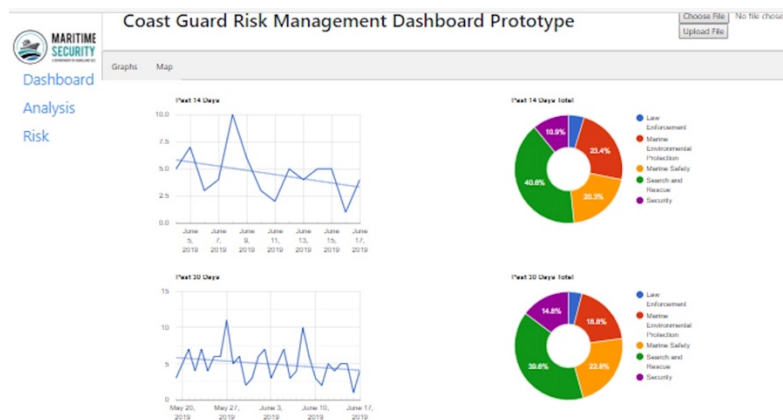 Coast Guard Risk Management Dashboard Prototype
Choose File No file chose
Upload File
MARITIME
SECURITY
Dashboard
Analysis
Risk
Graphs Map
Past 14 Days
10.0
7.5
5.0
2.5
0.0
June 5, 2019
June 7, 2019
June 9, 2019
June 11, 2019
June 13, 2019
June 15, 2019
June 17, 2019
Past 14 Days Total
10.9%
23.4%
40.6%
20.3%
Law
Enforcement
Marine
Environmental
Protection
Marine Safety
Search and
Rescue
Security
Past 30 Days
15
10
5
0
May 20, 2019
May 27, 2019
June 3, 2019
June 10, 2019
June 17, 2019
Past 30 Days Total
14.8%
18.8%
39.6%
Law
Enforcement
Marine
Environmental
Protection
Marine Safety
Search and
Rescue
Security